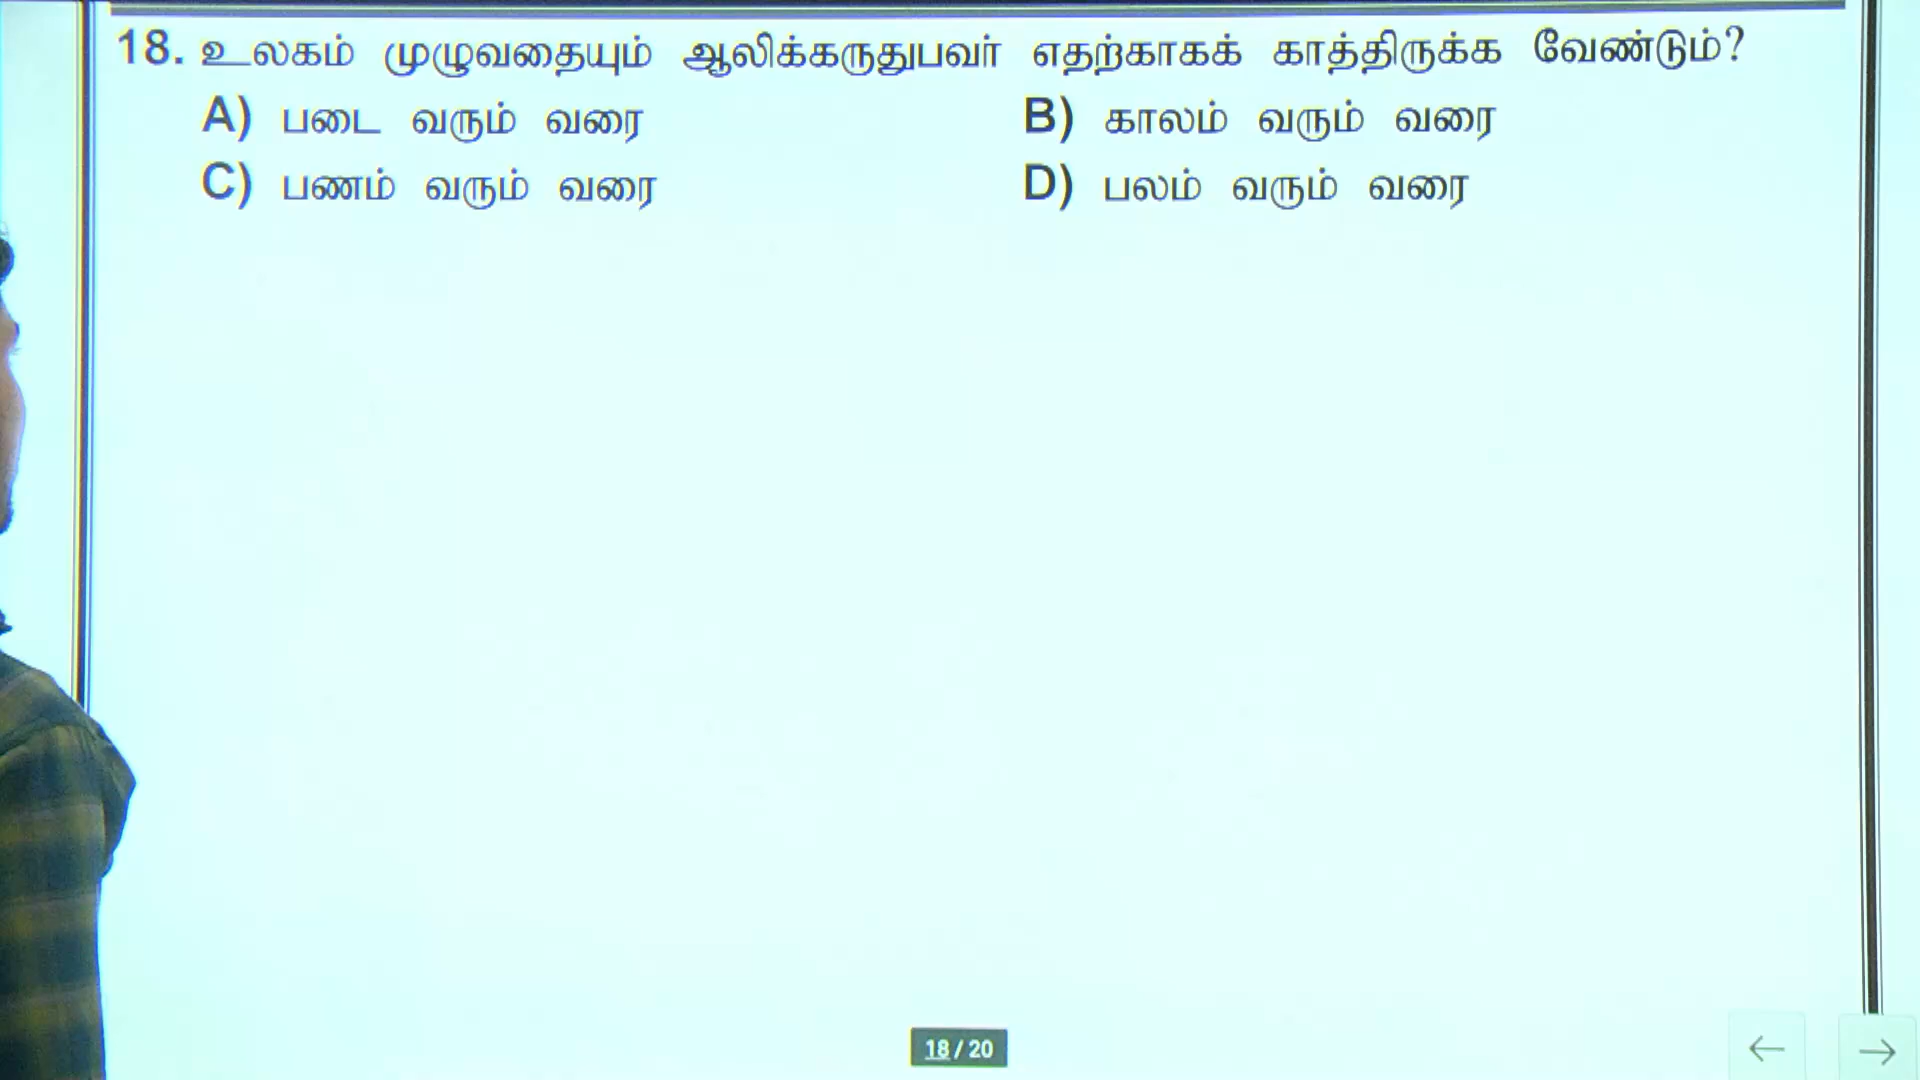 18. உலகம் முழுவதையும் ஆலிக்கருதுபவர் எதற்காகக் காத்திருக்க வேண்டும்?
A) படை வரும் வரை B) காலம் வரும் வரை
C) பணம் வரும் வரை D) பலம் வரும் வரை
18 / 20